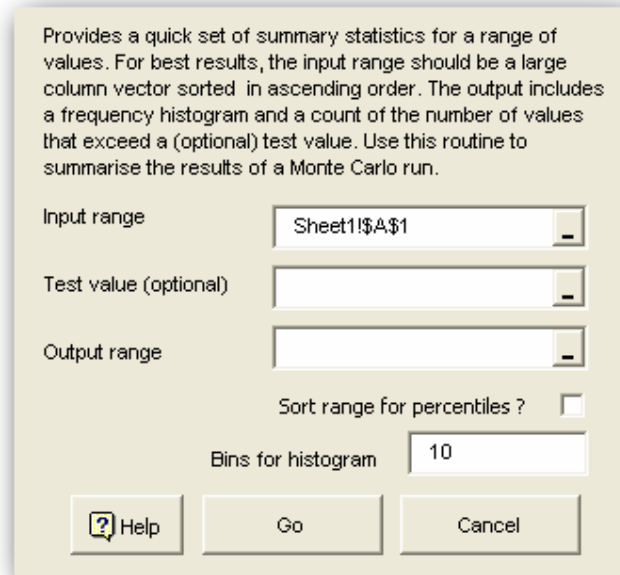 Provides a quick set of summary statistics for a range of
values. For best results, the input range should be a large
column vector sorted in ascending order. The output includes
a frequency histogram and a count of the number of values
that exceed a (optional) test value. Use this routine to
summarise the results of a Monte Carlo run.
Input range Sheet1!$A$1
Test value (optional)
Output range
Sort range for percentiles ?
Bins for histogram 10
Help Go Cancel